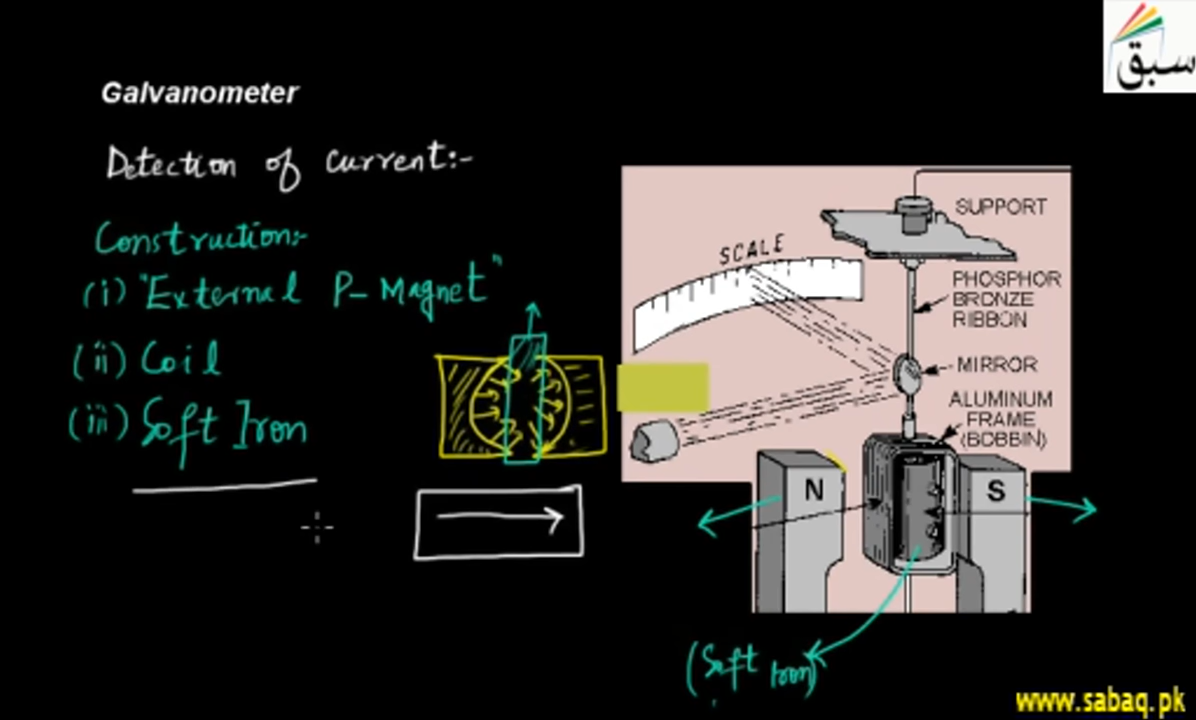 سبق
Galvanometer
Detection of current:-
Construction:-
(i) "External P-Magnet"
(ii) Coil
(iii) Soft Iron
SCALE
SUPPORT
PHOSPHOR
BRONZE
RIBBON
MIRROR
ALUMINUM
FRAME
(BOBBIN)
N
S
(Soft Iron)
www.sabaq.pk